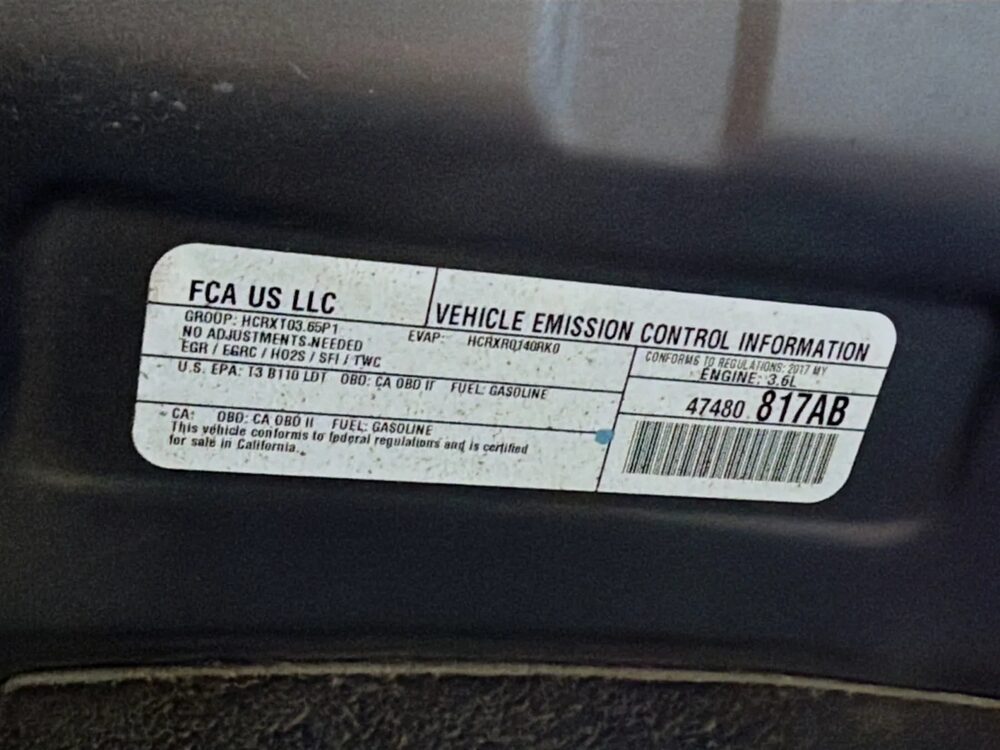 FCA US LLC
VEHICLE EMISSION CONTROL INFORMATION
GROUP: HCRXT03.65P1
EVAP: HCRXR0140RK0
NO ADJUSTMENTS NEEDED
EGR / EGRC / HO2S / SFI / TWC
CONFORMS TO REGULATIONS: 2017 MY
ENGINE: 3.6L
U.S. EPA: T3 B110 LDT OBD: CA OBD II FUEL: GASOLINE
47480 817AB
CA: OBD: CA OBD II FUEL: GASOLINE
This vehicle conforms to federal regulations and is certified
for sale in California.